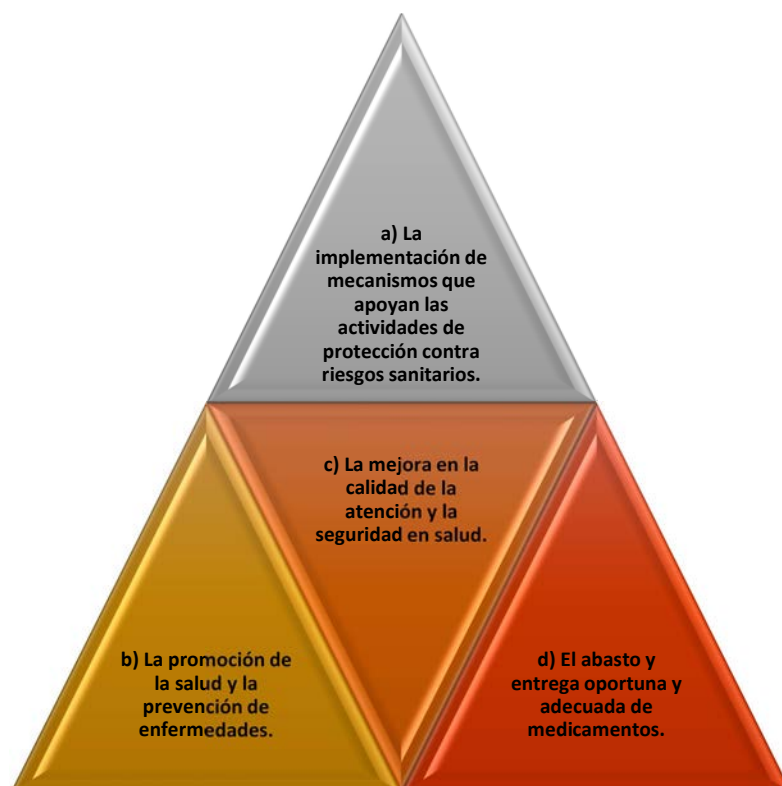 a) La
implementación de
mecanismos que
apoyan las
actividades de
protección contra
riesgos sanitarios.
b) La promoción de
la salud y la
prevención de
enfermedades.
c) La mejora en la
calidad de la
atención y la
seguridad en salud.
d) El abasto y
entrega oportuna y
adecuada de
medicamentos.